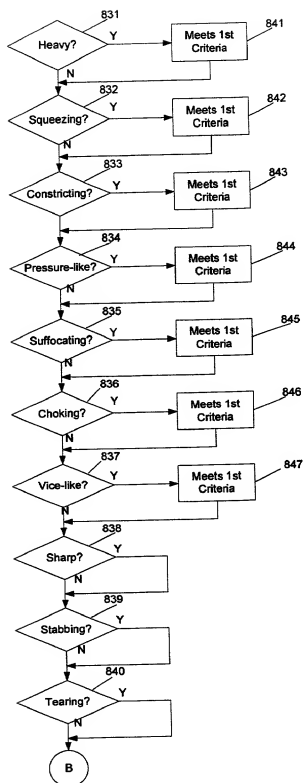 831
841
Heavy?
Y
Meets 1st
Criteria
N
832
842
Squeezing?
Y
Meets 1st
Criteria
N
833
843
Constricting?
Y
Meets 1st
Criteria
N
834
844
Pressure-like?
Y
Meets 1st
Criteria
N
835
845
Suffocating?
Y
Meets 1st
Criteria
N
836
846
Choking?
Y
Meets 1st
Criteria
N
837
847
Vice-like?
Y
Meets 1st
Criteria
N
838
Sharp?
Y
N
839
Stabbing?
Y
N
840
Tearing?
Y
N
B